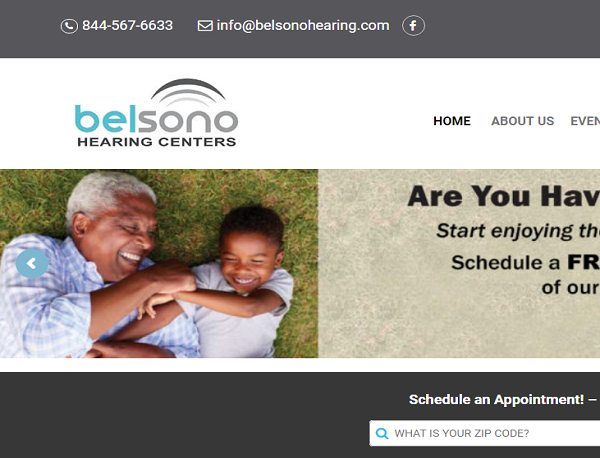 844-567-6633 info@belsonohearing.com f
belsono
HEARING CENTERS
HOME ABOUT US EVEN
Are You Hav
Start enjoying th
Schedule a FR
of our
Schedule an Appointment! –
WHAT IS YOUR ZIP CODE?